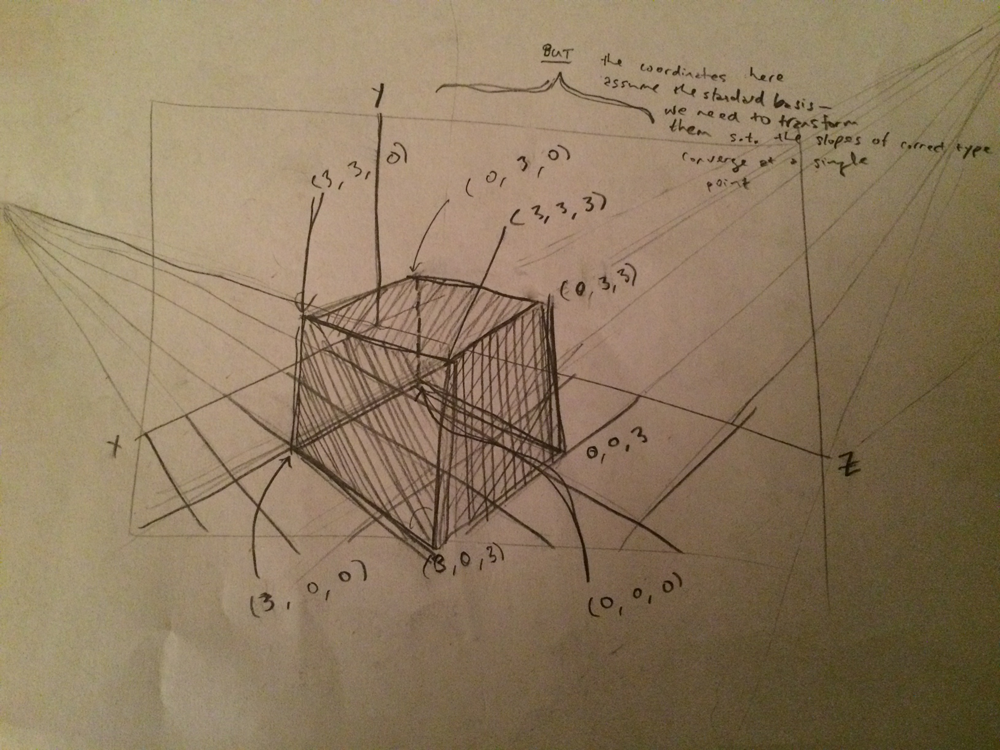 BUT the coordinates here
assume the standard basis—
we need to transform
them s.t. the slopes of correct type
converge at a single
point
Y
(3, 3, 0)
(0, 3, 0)
(3, 3, 3)
(0, 3, 3)
X
0, 0, 3
Z
(3, 0, 0)
(3, 0, 3)
(0, 0, 0)